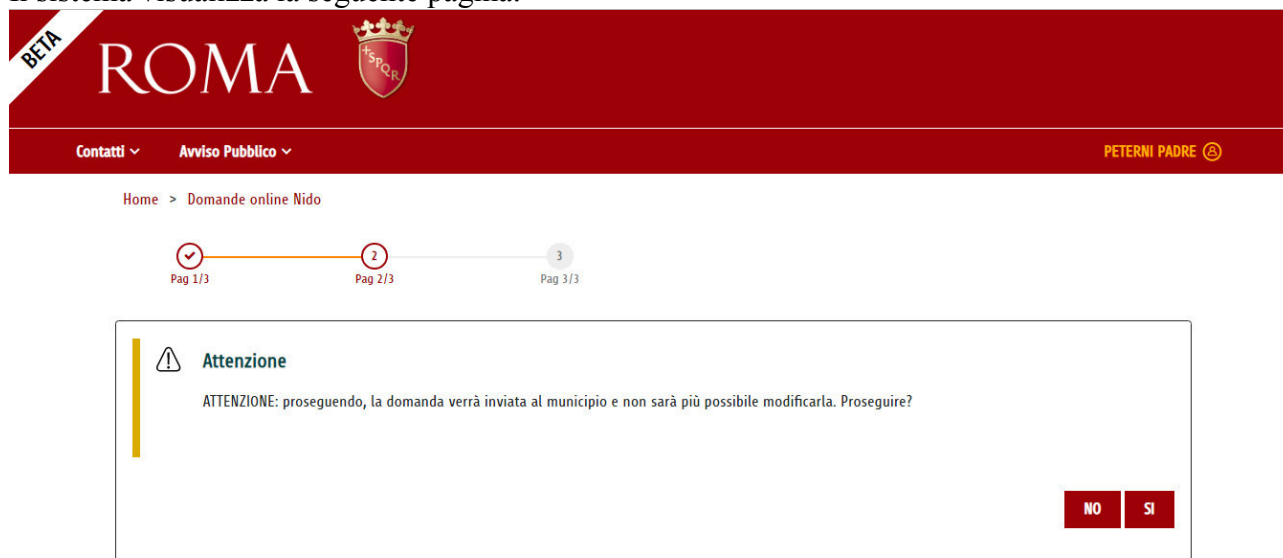 Il sistema visualizza la seguente pagina:
BETA
ROMA
SPQR
Contatti
Avviso Pubblico
PETERNI PADRE
Home > Domande online Nido
2
3
Pag 1/3
Pag 2/3
Pag 3/3
Attenzione
ATTENZIONE: proseguendo, la domanda verrà inviata al municipio e non sarà più possibile modificarla. Proseguire?
NO
SI